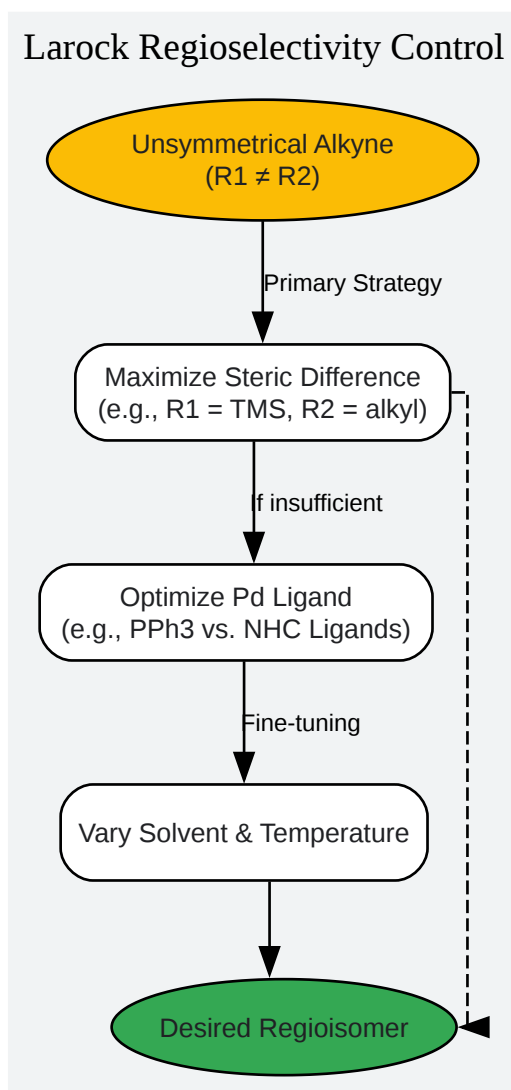 Larock Regioselectivity Control
Unsymmetrical Alkyne
(R1 ≠ R2)
Primary Strategy
Maximize Steric Difference
(e.g., R1 = TMS, R2 = alkyl)
If insufficient
Optimize Pd Ligand
(e.g., PPh3 vs. NHC Ligands)
Fine-tuning
Vary Solvent & Temperature
Desired Regioisomer